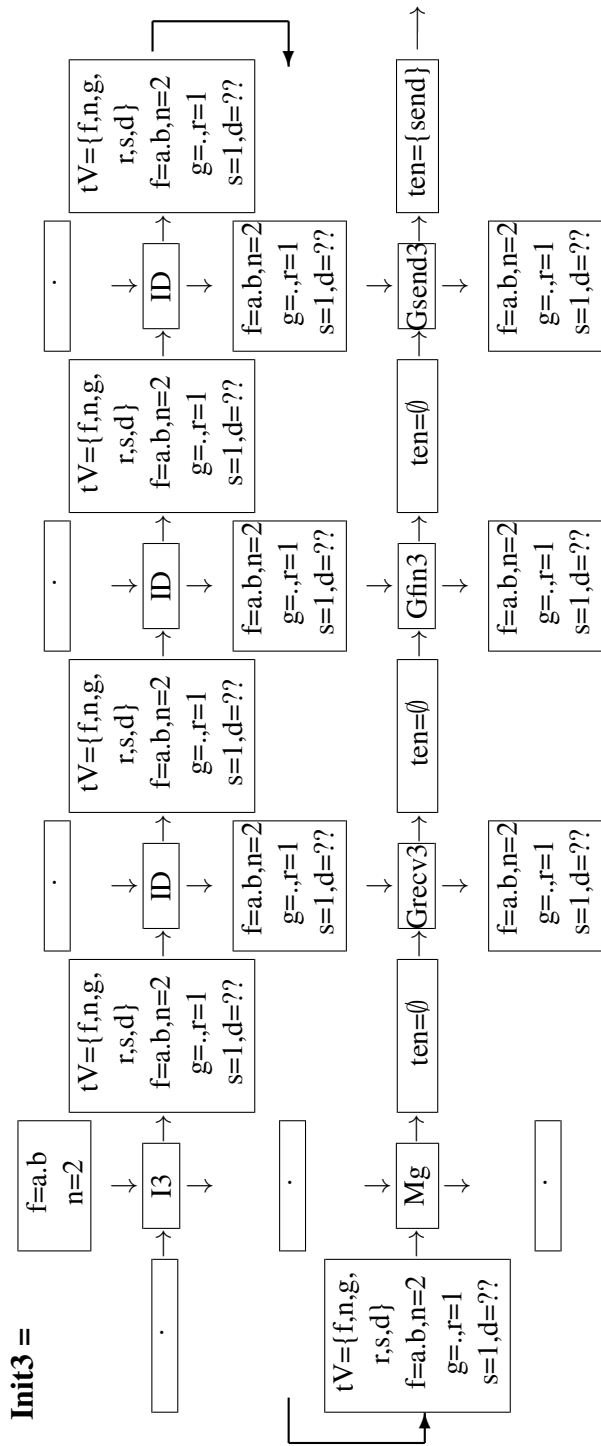 Init3 =
f=a.b
n=2
.
.
.
.
I3
tV={f,n,g,
r,s,d}
f=a.b,n=2
g=.,r=1
s=1,d=??
ID
tV={f,n,g,
r,s,d}
f=a.b,n=2
g=.,r=1
s=1,d=??
ID
tV={f,n,g,
r,s,d}
f=a.b,n=2
g=.,r=1
s=1,d=??
ID
tV={f,n,g,
r,s,d}
f=a.b,n=2
g=.,r=1
s=1,d=??
.
f=a.b,n=2
g=.,r=1
s=1,d=??
f=a.b,n=2
g=.,r=1
s=1,d=??
f=a.b,n=2
g=.,r=1
s=1,d=??
tV={f,n,g,
r,s,d}
f=a.b,n=2
g=.,r=1
s=1,d=??
Mg
ten=∅
Grecv3
ten=∅
Gfin3
ten=∅
Gsend3
ten={send}
.
f=a.b,n=2
g=.,r=1
s=1,d=??
f=a.b,n=2
g=.,r=1
s=1,d=??
f=a.b,n=2
g=.,r=1
s=1,d=??